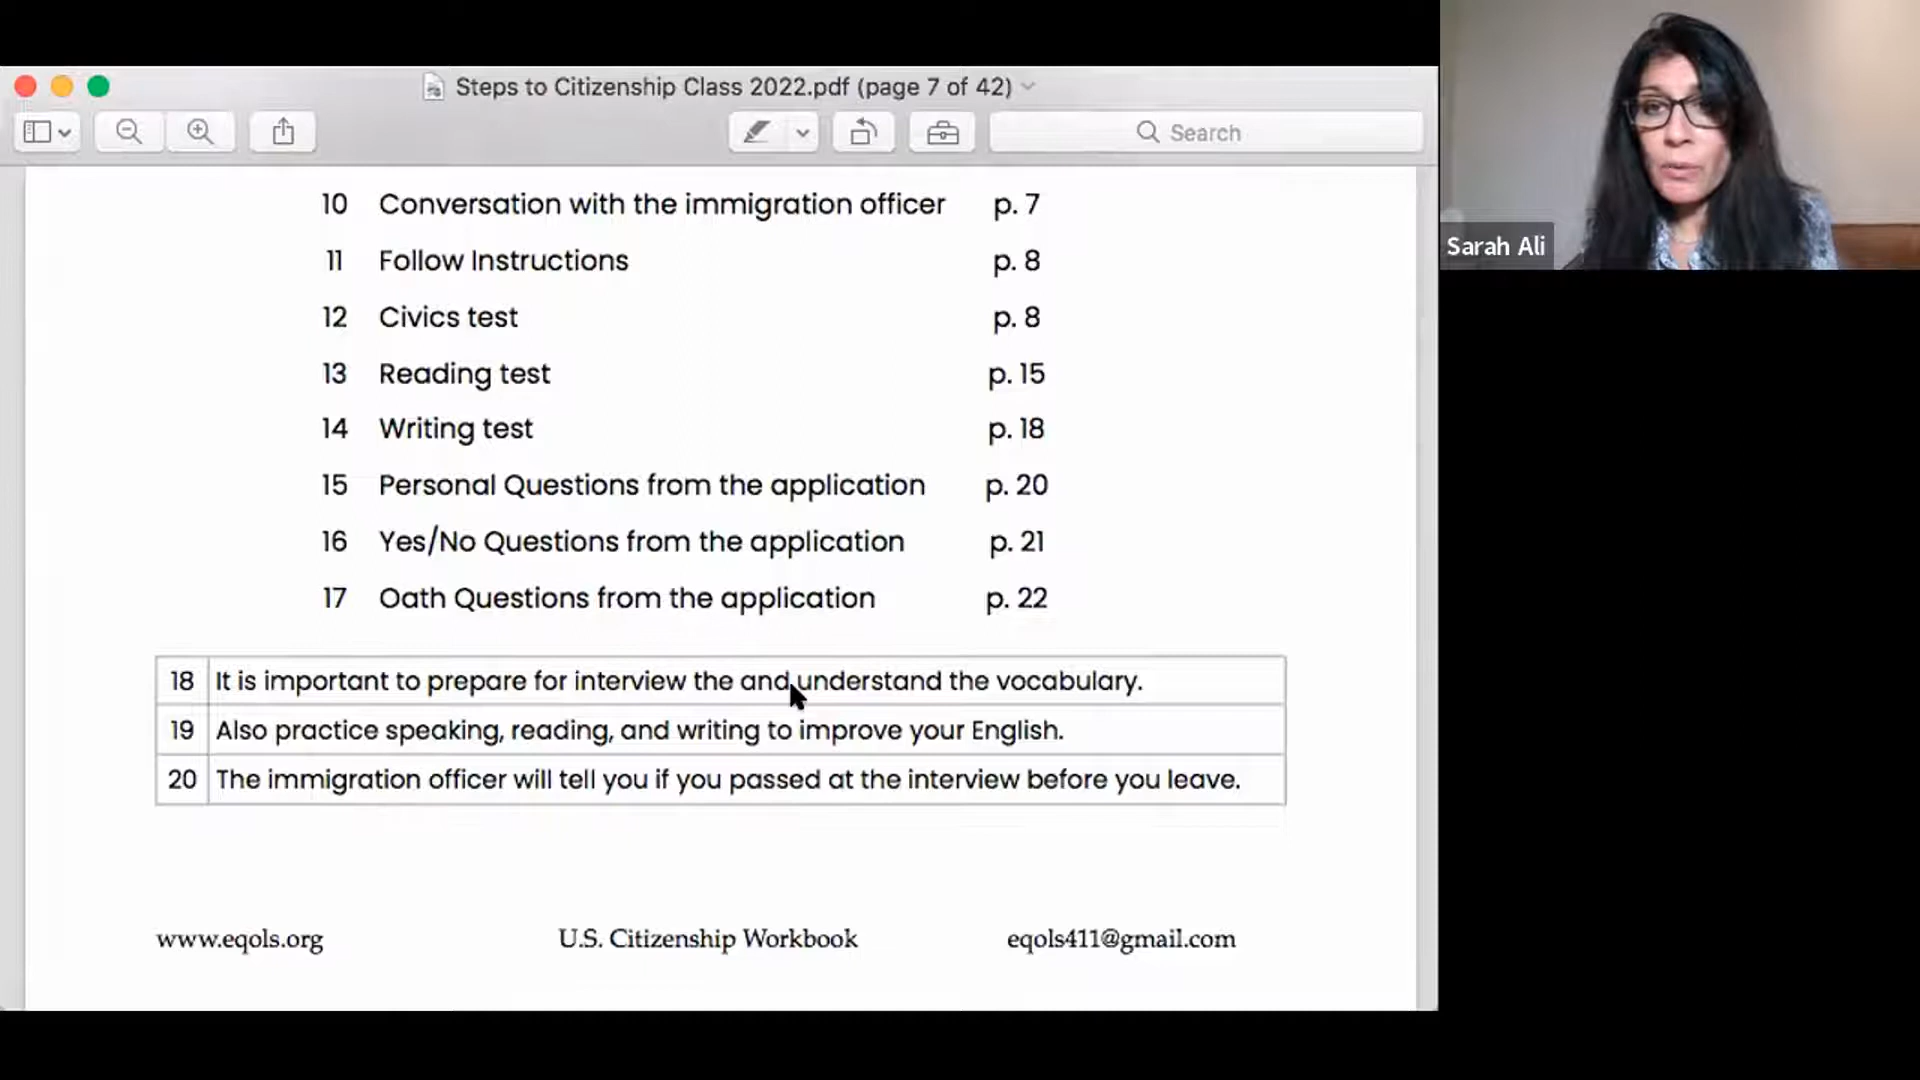 Steps to Citizenship Class 2022.pdf (page 7 of 42)
Search
10 Conversation with the immigration officer p. 7
11 Follow Instructions p. 8
12 Civics test p. 8
13 Reading test p. 15
14 Writing test p. 18
15 Personal Questions from the application p. 20
16 Yes/No Questions from the application p. 21
17 Oath Questions from the application p. 22
18 It is important to prepare for interview the and understand the vocabulary.
19 Also practice speaking, reading, and writing to improve your English.
20 The immigration officer will tell you if you passed at the interview before you leave.
www.eqols.org U.S. Citizenship Workbook eqols411@gmail.com
Sarah Ali